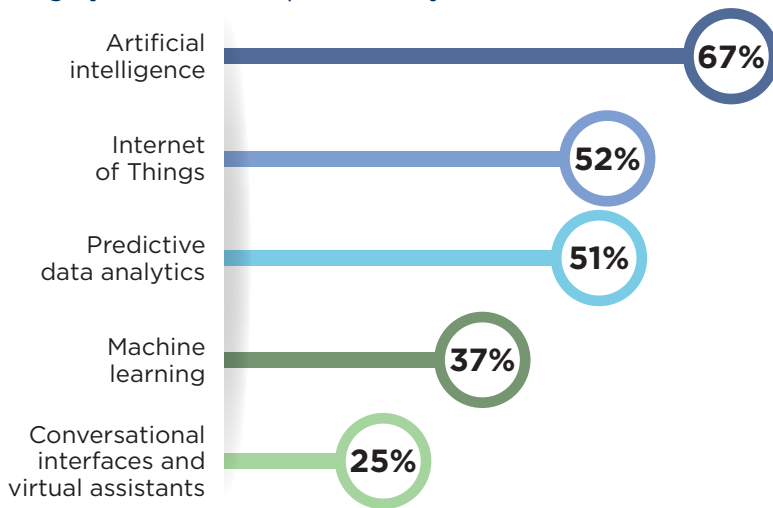 Artificial
intelligence
67%
Internet
of Things
52%
Predictive
data analytics
51%
Machine
learning
37%
Conversational
interfaces and
virtual assistants
25%